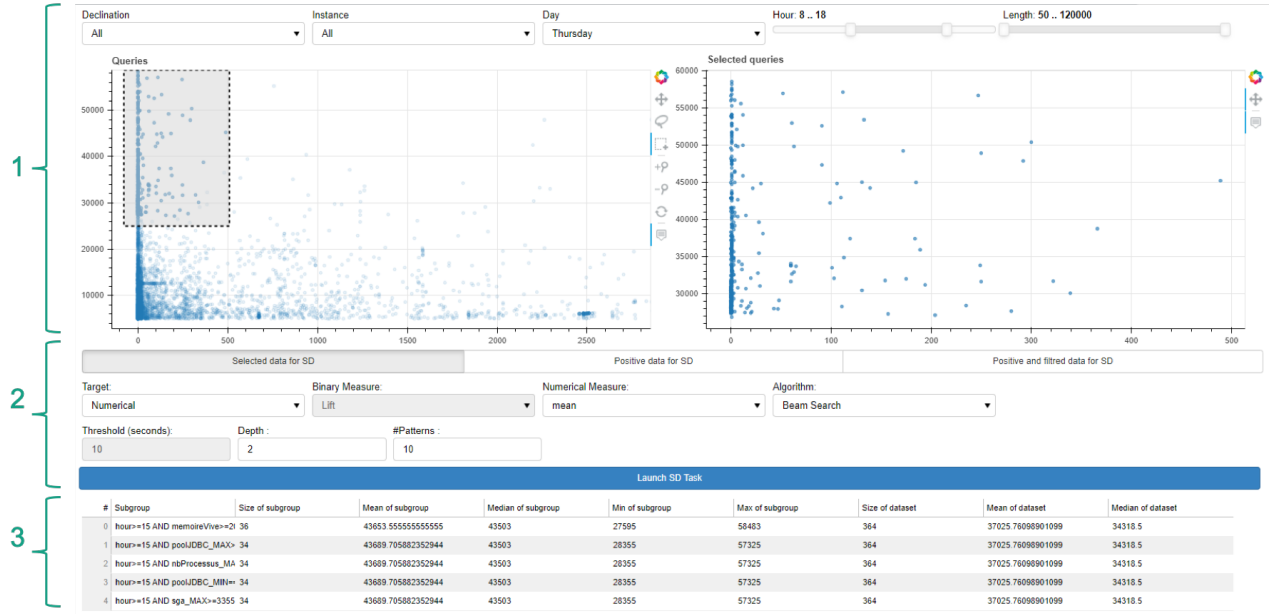 1
Declination
Instance
Day
Hour: 8 .. 18
Length: 50 .. 120000
All
All
Thursday
Queries
Selected queries
50000
40000
30000
20000
10000
0
500
1000
1500
2000
2500
60000
55000
50000
45000
40000
35000
30000
0
100
200
300
400
500
2
Selected data for SD
Positive data for SD
Positive and filtred data for SD
Target:
Binary Measure:
Numerical Measure:
Algorithm:
Numerical
Lift
mean
Beam Search
Threshold (seconds):
Depth :
#Patterns :
10
2
10
Launch SD Task
3
# Subgroup Size of subgroup Mean of subgroup Median of subgroup Min of subgroup Max of subgroup Size of dataset Mean of dataset Median of dataset
0 hour>=15 AND memoireVive>=2( 36 43653.555555555555 43503 27595 58483 364 37025.76098901099 34318.5
1 hour>=15 AND poolJDBC_MAX> 34 43689.705882352944 43503 28355 57325 364 37025.76098901099 34318.5
2 hour>=15 AND nbProcessus_MA 34 43689.705882352944 43503 28355 57325 364 37025.76098901099 34318.5
3 hour>=15 AND poolJDBC_MIN= 34 43689.705882352944 43503 28355 57325 364 37025.76098901099 34318.5
4 hour>=15 AND sga_MAX>=3355 34 43689.705882352944 43503 28355 57325 364 37025.76098901099 34318.5